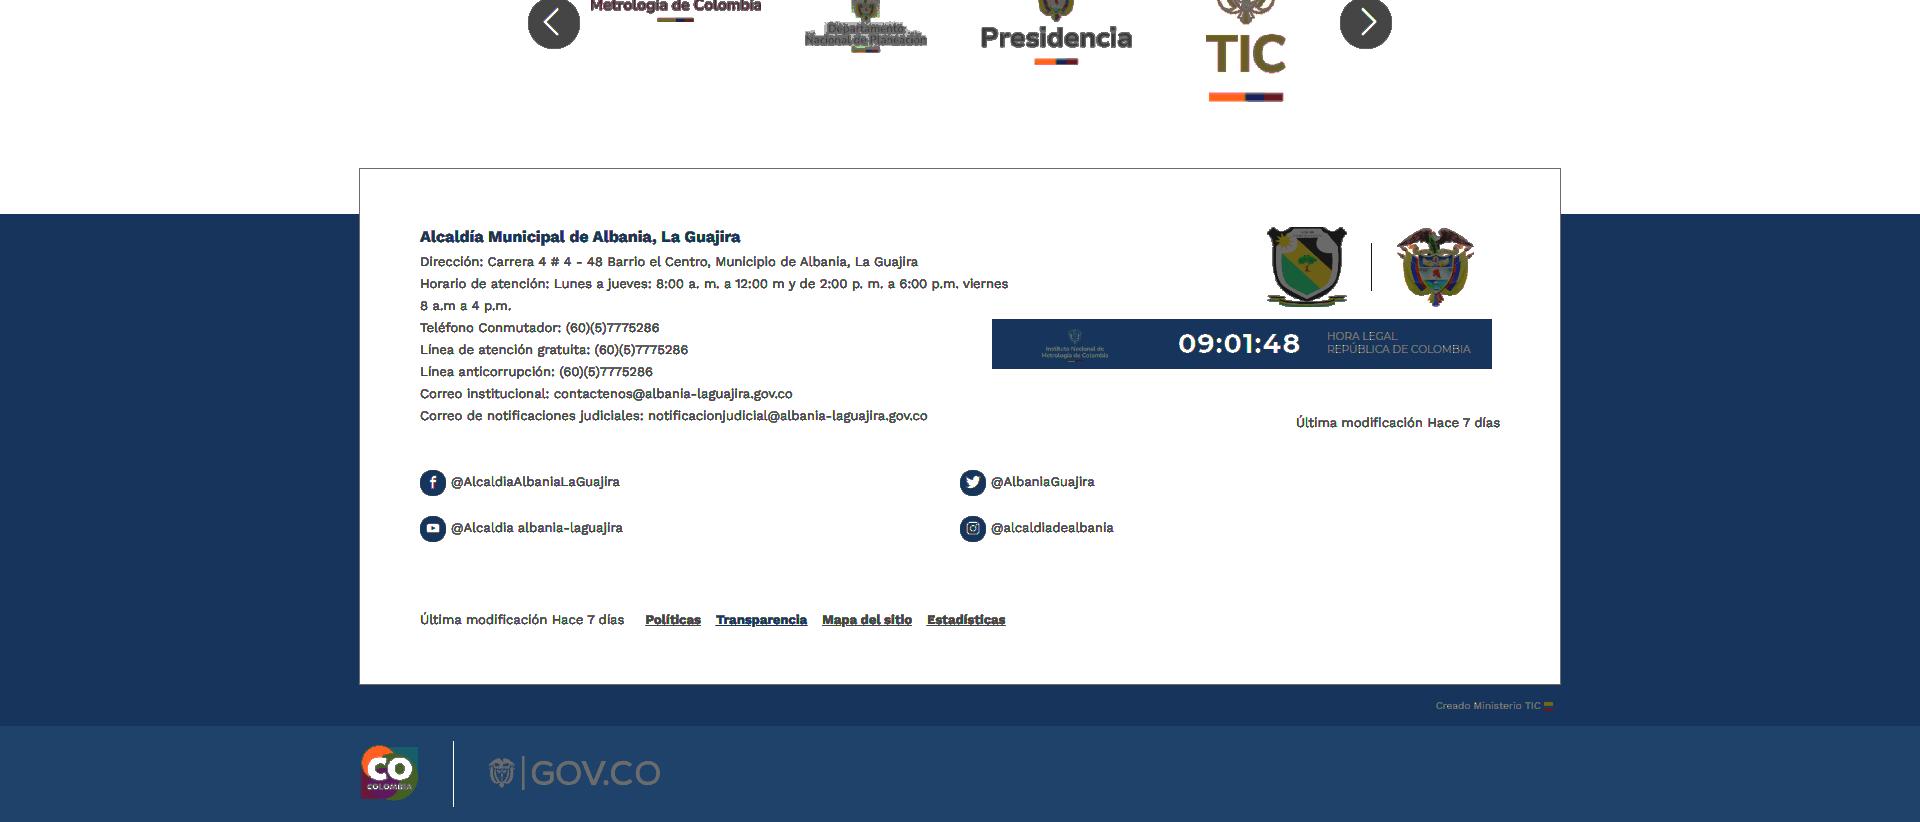 Metrología de Colombia
Departamento
Nacional de Planeación
Presidencia
TIC
Alcaldía Municipal de Albania, La Guajira
Dirección: Carrera 4 # 4 - 48 Barrio el Centro, Municipio de Albania, La Guajira
Horario de atención: Lunes a jueves: 8:00 a. m. a 12:00 m y de 2:00 p. m. a 6:00 p.m. viernes
8 a.m a 4 p.m.
Teléfono Conmutador: (60)(5)7775286
Línea de atención gratuita: (60)(5)7775286
Línea anticorrupción: (60)(5)7775286
Correo institucional: contactenos@albania-laguajira.gov.co
Correo de notificaciones judiciales: notificacionjudicial@albania-laguajira.gov.co
Instituto Nacional de
Metrología de Colombia
09:01:48
HORA LEGAL
REPÚBLICA DE COLOMBIA
Última modificación Hace 7 días
@AlcaldiaAlbaniaLaGuajira
@AlbaniaGuajira
@Alcaldia albania-laguajira
@alcaldiadealbania
Última modificación Hace 7 días Políticas Transparencia Mapa del sitio Estadísticas
Creado Ministerio TIC
CO
COLOMBIA
GOV.CO